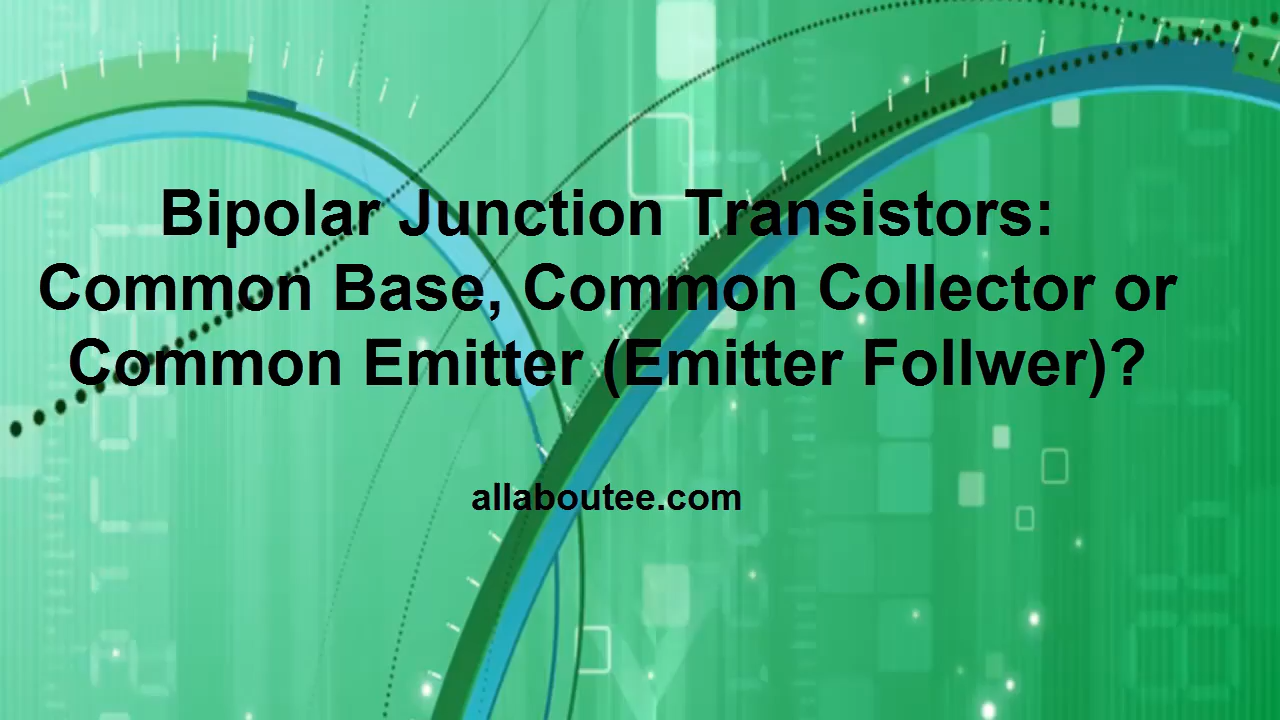 Bipolar Junction Transistors:
Common Base, Common Collector or
Common Emitter (Emitter Follwer)?
allaboutee.com